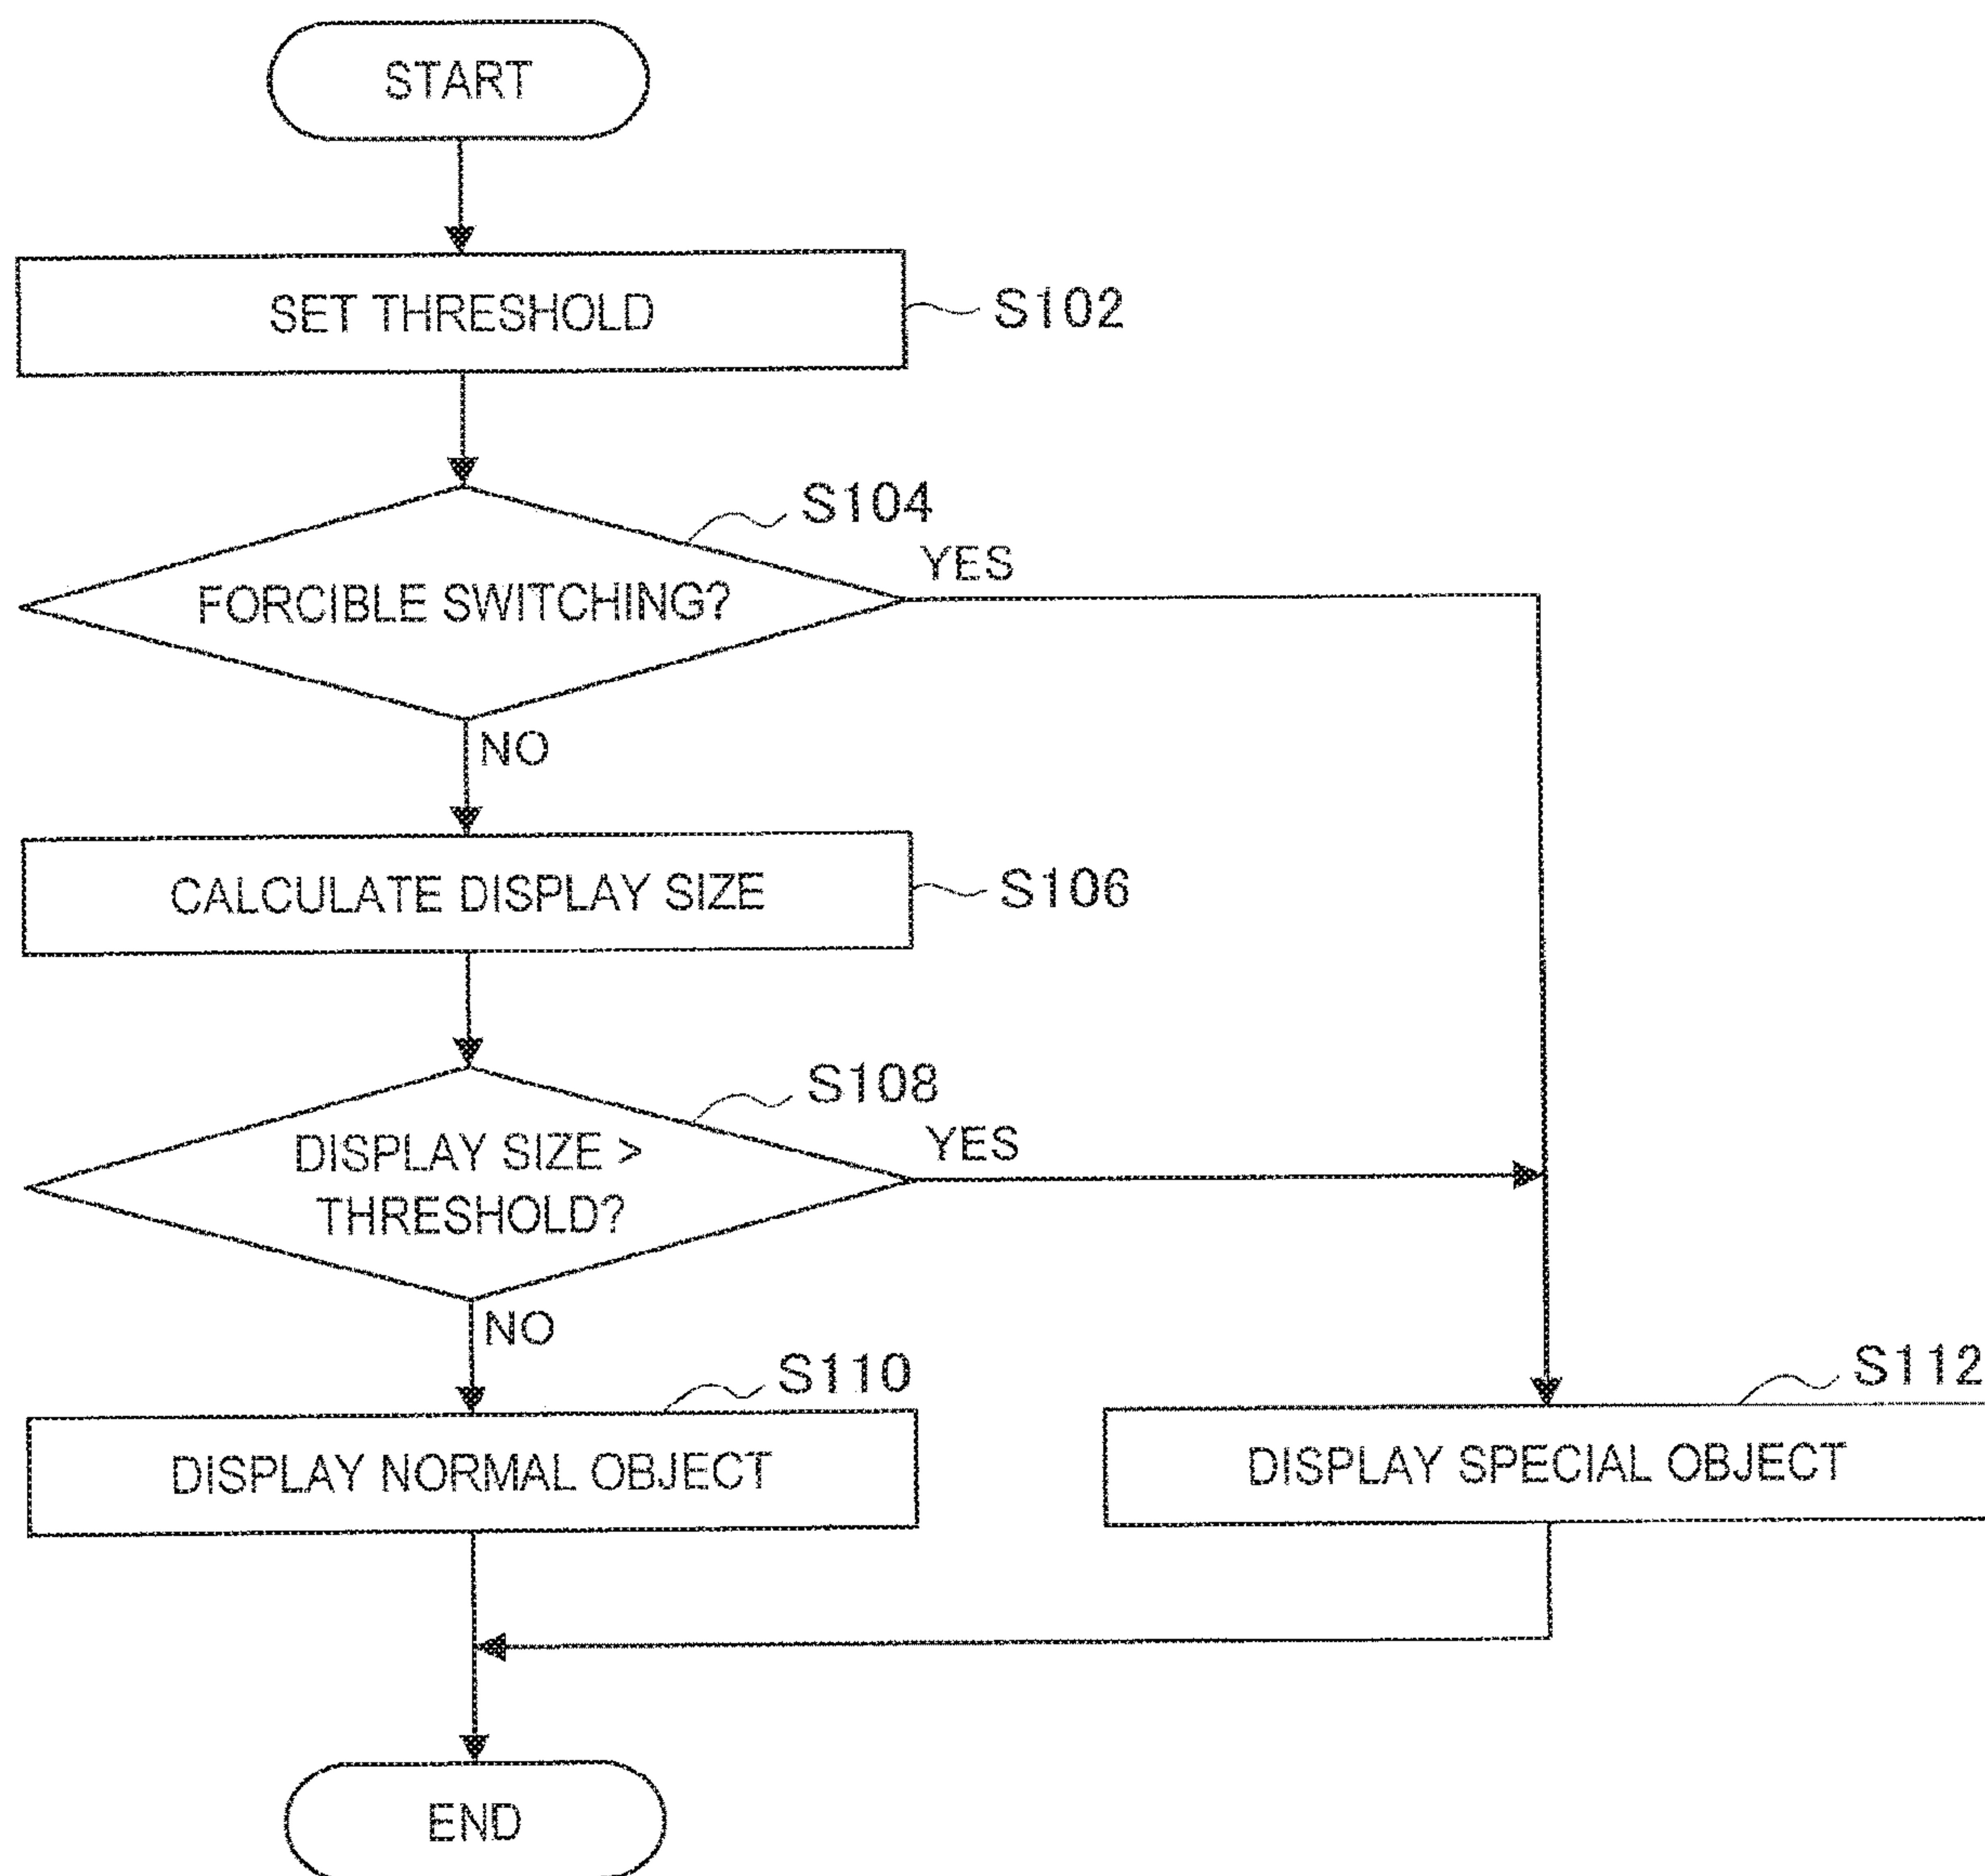 START
SET THRESHOLD
S102
S104
FORCIBLE SWITCHING?
YES
NO
CALCULATE DISPLAY SIZE
S106
S108
DISPLAY SIZE >
THRESHOLD?
YES
NO
S110
DISPLAY NORMAL OBJECT
S112
DISPLAY SPECIAL OBJECT
END